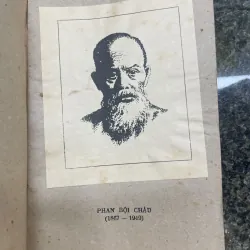 PHAN BỘI CHÂU
(1867 — 1940)